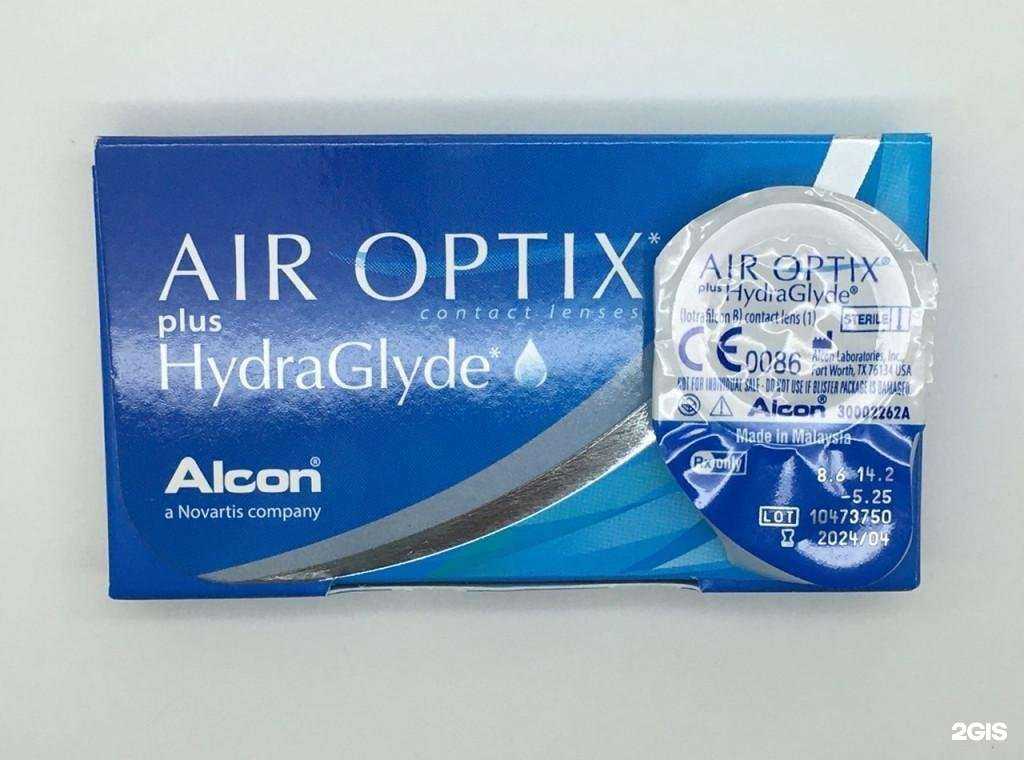 AIR OPTIX*
contact lenses
plus
HydraGlyde*
Alcon®
a Novartis company
AIR OPTIX®
plus HydraGlyde®
(lotrafilcon B) contact lens (1)
STERILE
CE 0086
Alcon Laboratories, Inc.
Fort Worth, TX 76134 USA
NOT FOR INDIVIDUAL SALE - DO NOT USE IF BLISTER PACKAGE IS DAMAGED
Alcon® 30002262A
Made in Malaysia
Rx only
8.6 14.2
-5.25
LOT 10473750
2024/04
2GIS